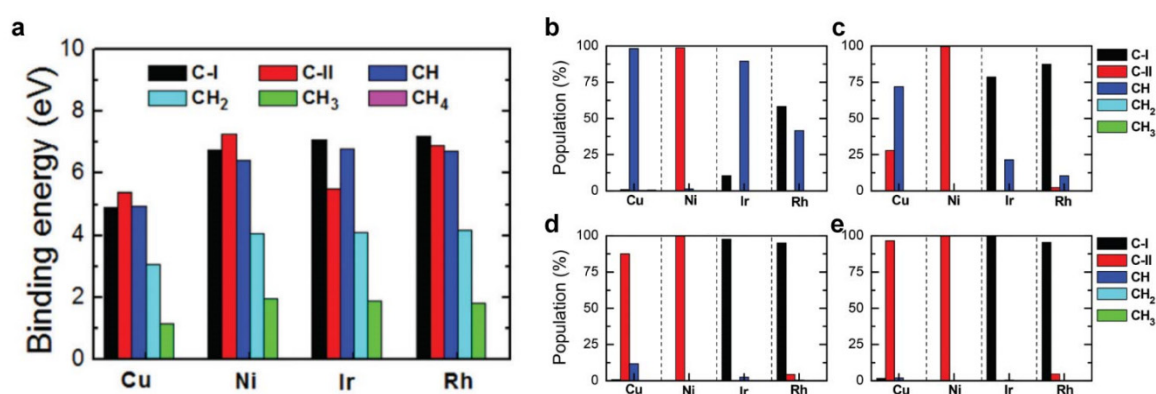 a
Binding energy (eV)
10
8
6
4
2
0
C-I C-II CH
CH₂ CH₃ CH₄
Cu Ni Ir Rh
b
Population (%)
100
75
50
25
0
Cu Ni Ir Rh
c
100
75
50
25
0
Cu Ni Ir Rh
C-I
C-II
CH
CH₂
CH₃
d
Population (%)
100
75
50
25
0
Cu Ni Ir Rh
e
100
75
50
25
0
Cu Ni Ir Rh
C-I
C-II
CH
CH₂
CH₃